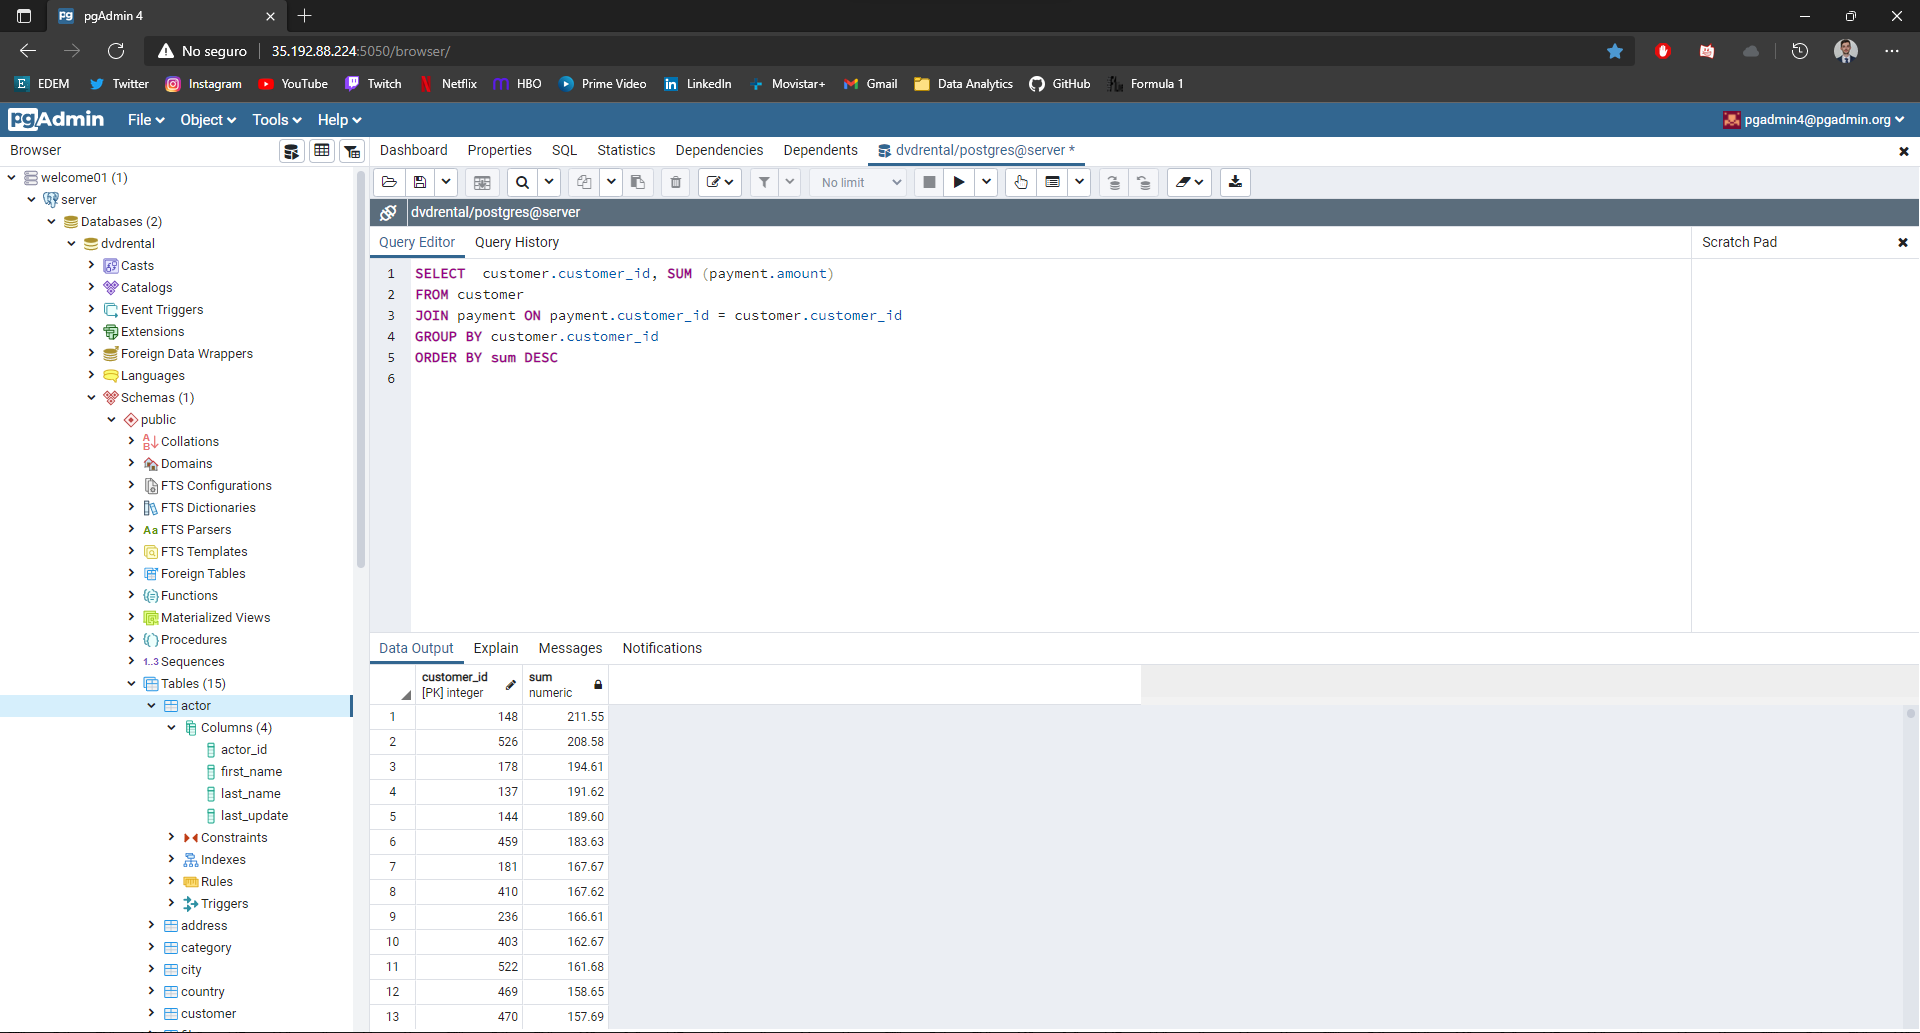 pgAdmin 4
No seguro
35.192.88.224:5050/browser/
EDEM
Twitter
Instagram
YouTube
Twitch
Netflix
HBO
Prime Video
LinkedIn
Movistar+
Gmail
Data Analytics
GitHub
Formula 1
pgAdmin
File
Object
Tools
Help
pgadmin4@pgadmin.org
Browser
Dashboard
Properties
SQL
Statistics
Dependencies
Dependents
dvdrental/postgres@server *
No limit
welcome01 (1)
server
Databases (2)
dvdrental
Casts
Catalogs
Event Triggers
Extensions
Foreign Data Wrappers
Languages
Schemas (1)
public
Collations
Domains
FTS Configurations
FTS Dictionaries
FTS Parsers
FTS Templates
Foreign Tables
Functions
Materialized Views
Procedures
1..3 Sequences
Tables (15)
actor
Columns (4)
actor_id
first_name
last_name
last_update
Constraints
Indexes
Rules
Triggers
address
category
city
country
customer
dvdrental/postgres@server
Query Editor
Query History
Scratch Pad
1 SELECT  customer.customer_id, SUM (payment.amount)
2 FROM customer
3 JOIN payment ON payment.customer_id = customer.customer_id
4 GROUP BY customer.customer_id
5 ORDER BY sum DESC
6
Data Output
Explain
Messages
Notifications
customer_id
[PK] integer
sum
numeric
1 148 211.55
2 526 208.58
3 178 194.61
4 137 191.62
5 144 189.60
6 459 183.63
7 181 167.67
8 410 167.62
9 236 166.61
10 403 162.67
11 522 161.68
12 469 158.65
13 470 157.69